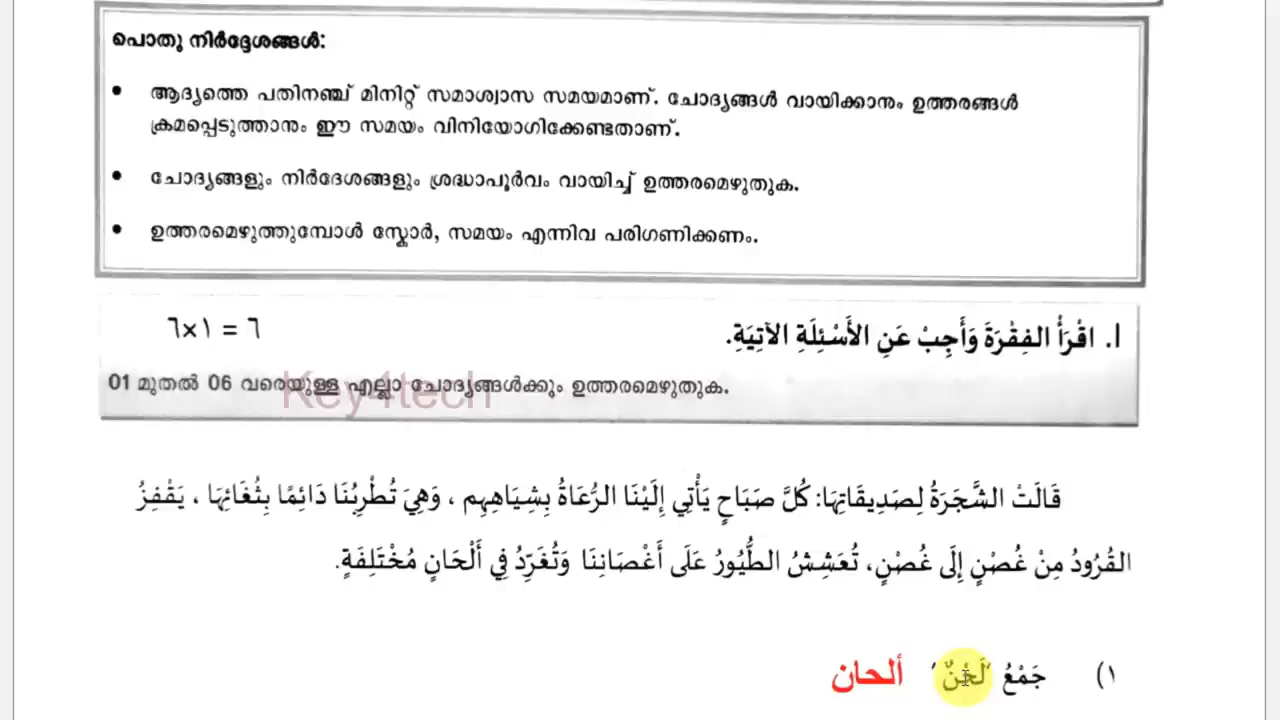 പൊതു നിർദ്ദേശങ്ങൾ:
• ആദ്യത്തെ പതിനഞ്ച് മിനിറ്റ് സമാശ്വാസ സമയമാണ്. ചോദ്യങ്ങൾ വായിക്കാനും ഉത്തരങ്ങൾ
ക്രമപ്പെടുത്താനും ഈ സമയം വിനിയോഗിക്കേണ്ടതാണ്.
• ചോദ്യങ്ങളും നിർദേശങ്ങളും ശ്രദ്ധാപൂർവം വായിച്ച് ഉത്തരമെഴുതുക.
• ഉത്തരമെഴുത്തുമ്പോൾ സ്കോർ, സമയം എന്നിവ പരിഗണിക്കണം.
I. اقْرَأْ الفِقْرَةَ وَأَجِبْ عَنِ الأَسْئِلَةِ الآتِيَةِ. ٦×١ = ٦
01 മുതൽ 06 വരെയുള്ള എല്ലാ ചോദ്യങ്ങൾക്കും ഉത്തരമെഴുതുക.
Key4tech
قَالَتْ الشَّجَرَةُ لِصَدِيقَاتِهَا: كُلَّ صَبَاحٍ يَأْتِي إِلَيْنَا الرُّعَاةُ بِشِيَاهِهِم ، وَهِيَ تُطْرِبُنَا دَائِمًا بِثُغَائِهَا ، يَقْفِزُ
القُرُودُ مِنْ غُصْنٍ إِلَى غُصْنٍ، تُعَشِشُ الطُّيُورُ عَلَى أَغْصَانِنَا وَتُغَرِّدُ فِي أَلْحَانٍ مُخْتَلِفَةٍ.
١) جَمْعُ "لَحْنٌ" ألحان